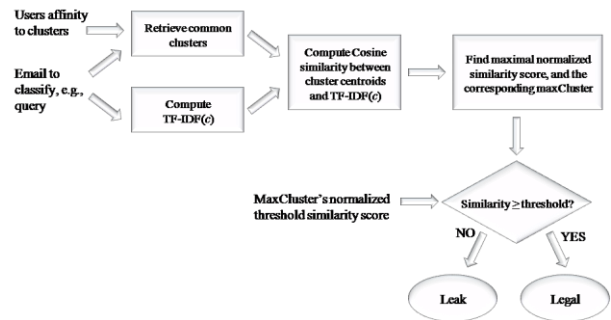 Users affinity
to clusters
Retrieve common
clusters
Email to
classify, e.g.,
query
Compute
TF-IDF(c)
Compute Cosine
similarity between
cluster centroids
and TF-IDF(c)
Find maximal normalized
similarity score, and the
corresponding maxCluster
MaxCluster's normalized
threshold similarity score
Similarity ≥ threshold?
NO
YES
Leak
Legal